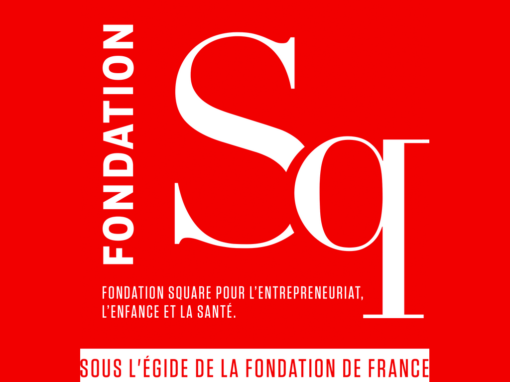 FONDATION
Sq
FONDATION SQUARE POUR L'ENTREPRENEURIAT,
L'ENFANCE ET LA SANTÉ.
SOUS L'ÉGIDE DE LA FONDATION DE FRANCE